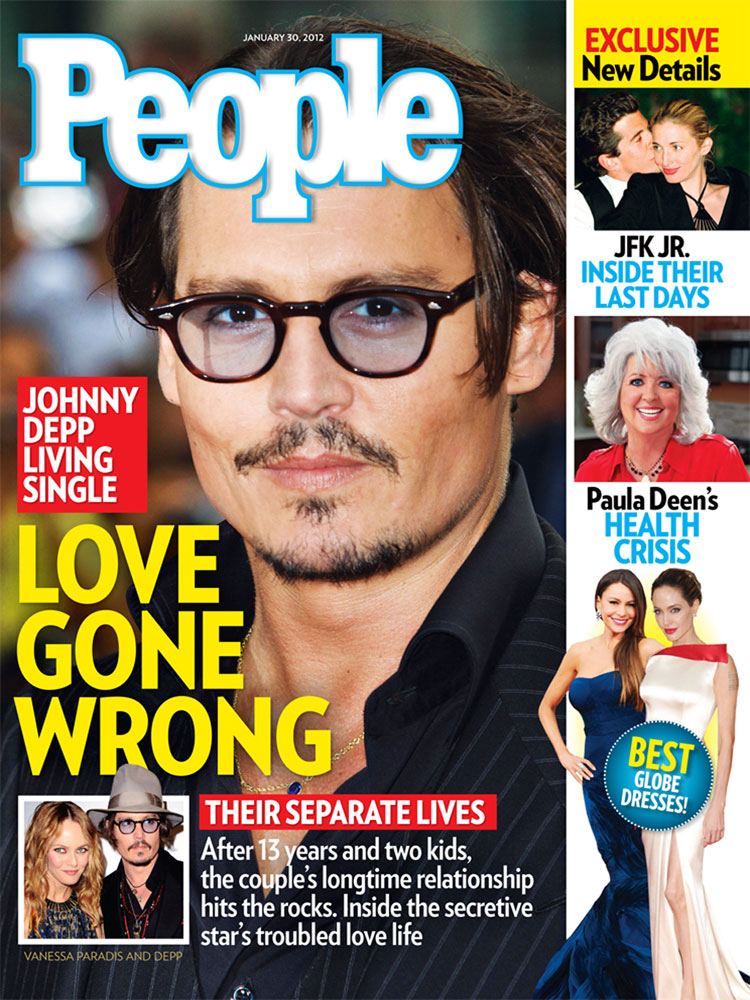 JANUARY 30, 2012
People
EXCLUSIVE
New Details
JFK JR.
INSIDE THEIR
LAST DAYS
Paula Deen's
HEALTH
CRISIS
BEST
GLOBE
DRESSES!
JOHNNY
DEPP
LIVING
SINGLE
LOVE
GONE
WRONG
THEIR SEPARATE LIVES
After 13 years and two kids,
the couple's longtime relationship
hits the rocks. Inside the secretive
star's troubled love life
VANESSA PARADIS AND DEPP